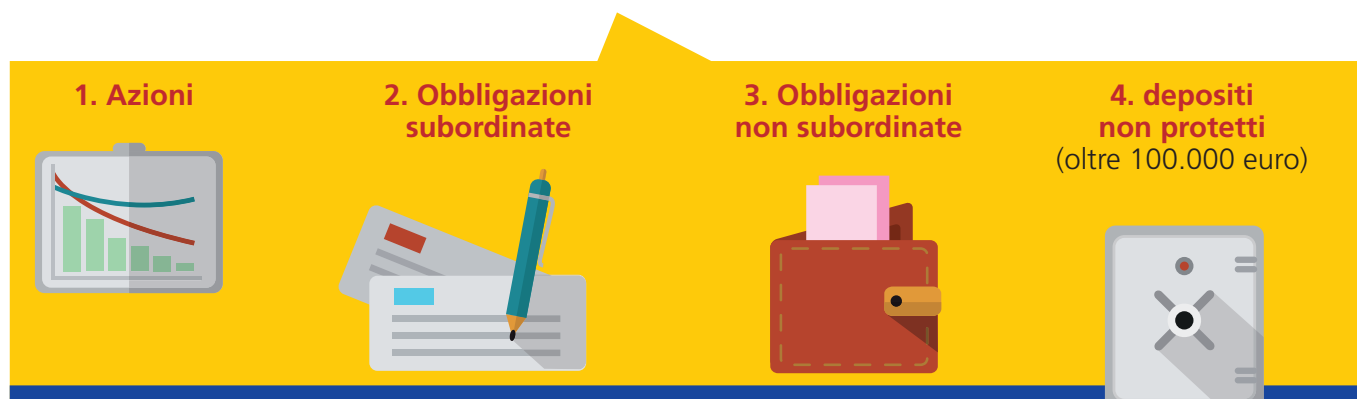 1. Azioni
2. Obbligazioni
subordinate
3. Obbligazioni
non subordinate
4. depositi
non protetti
(oltre 100.000 euro)